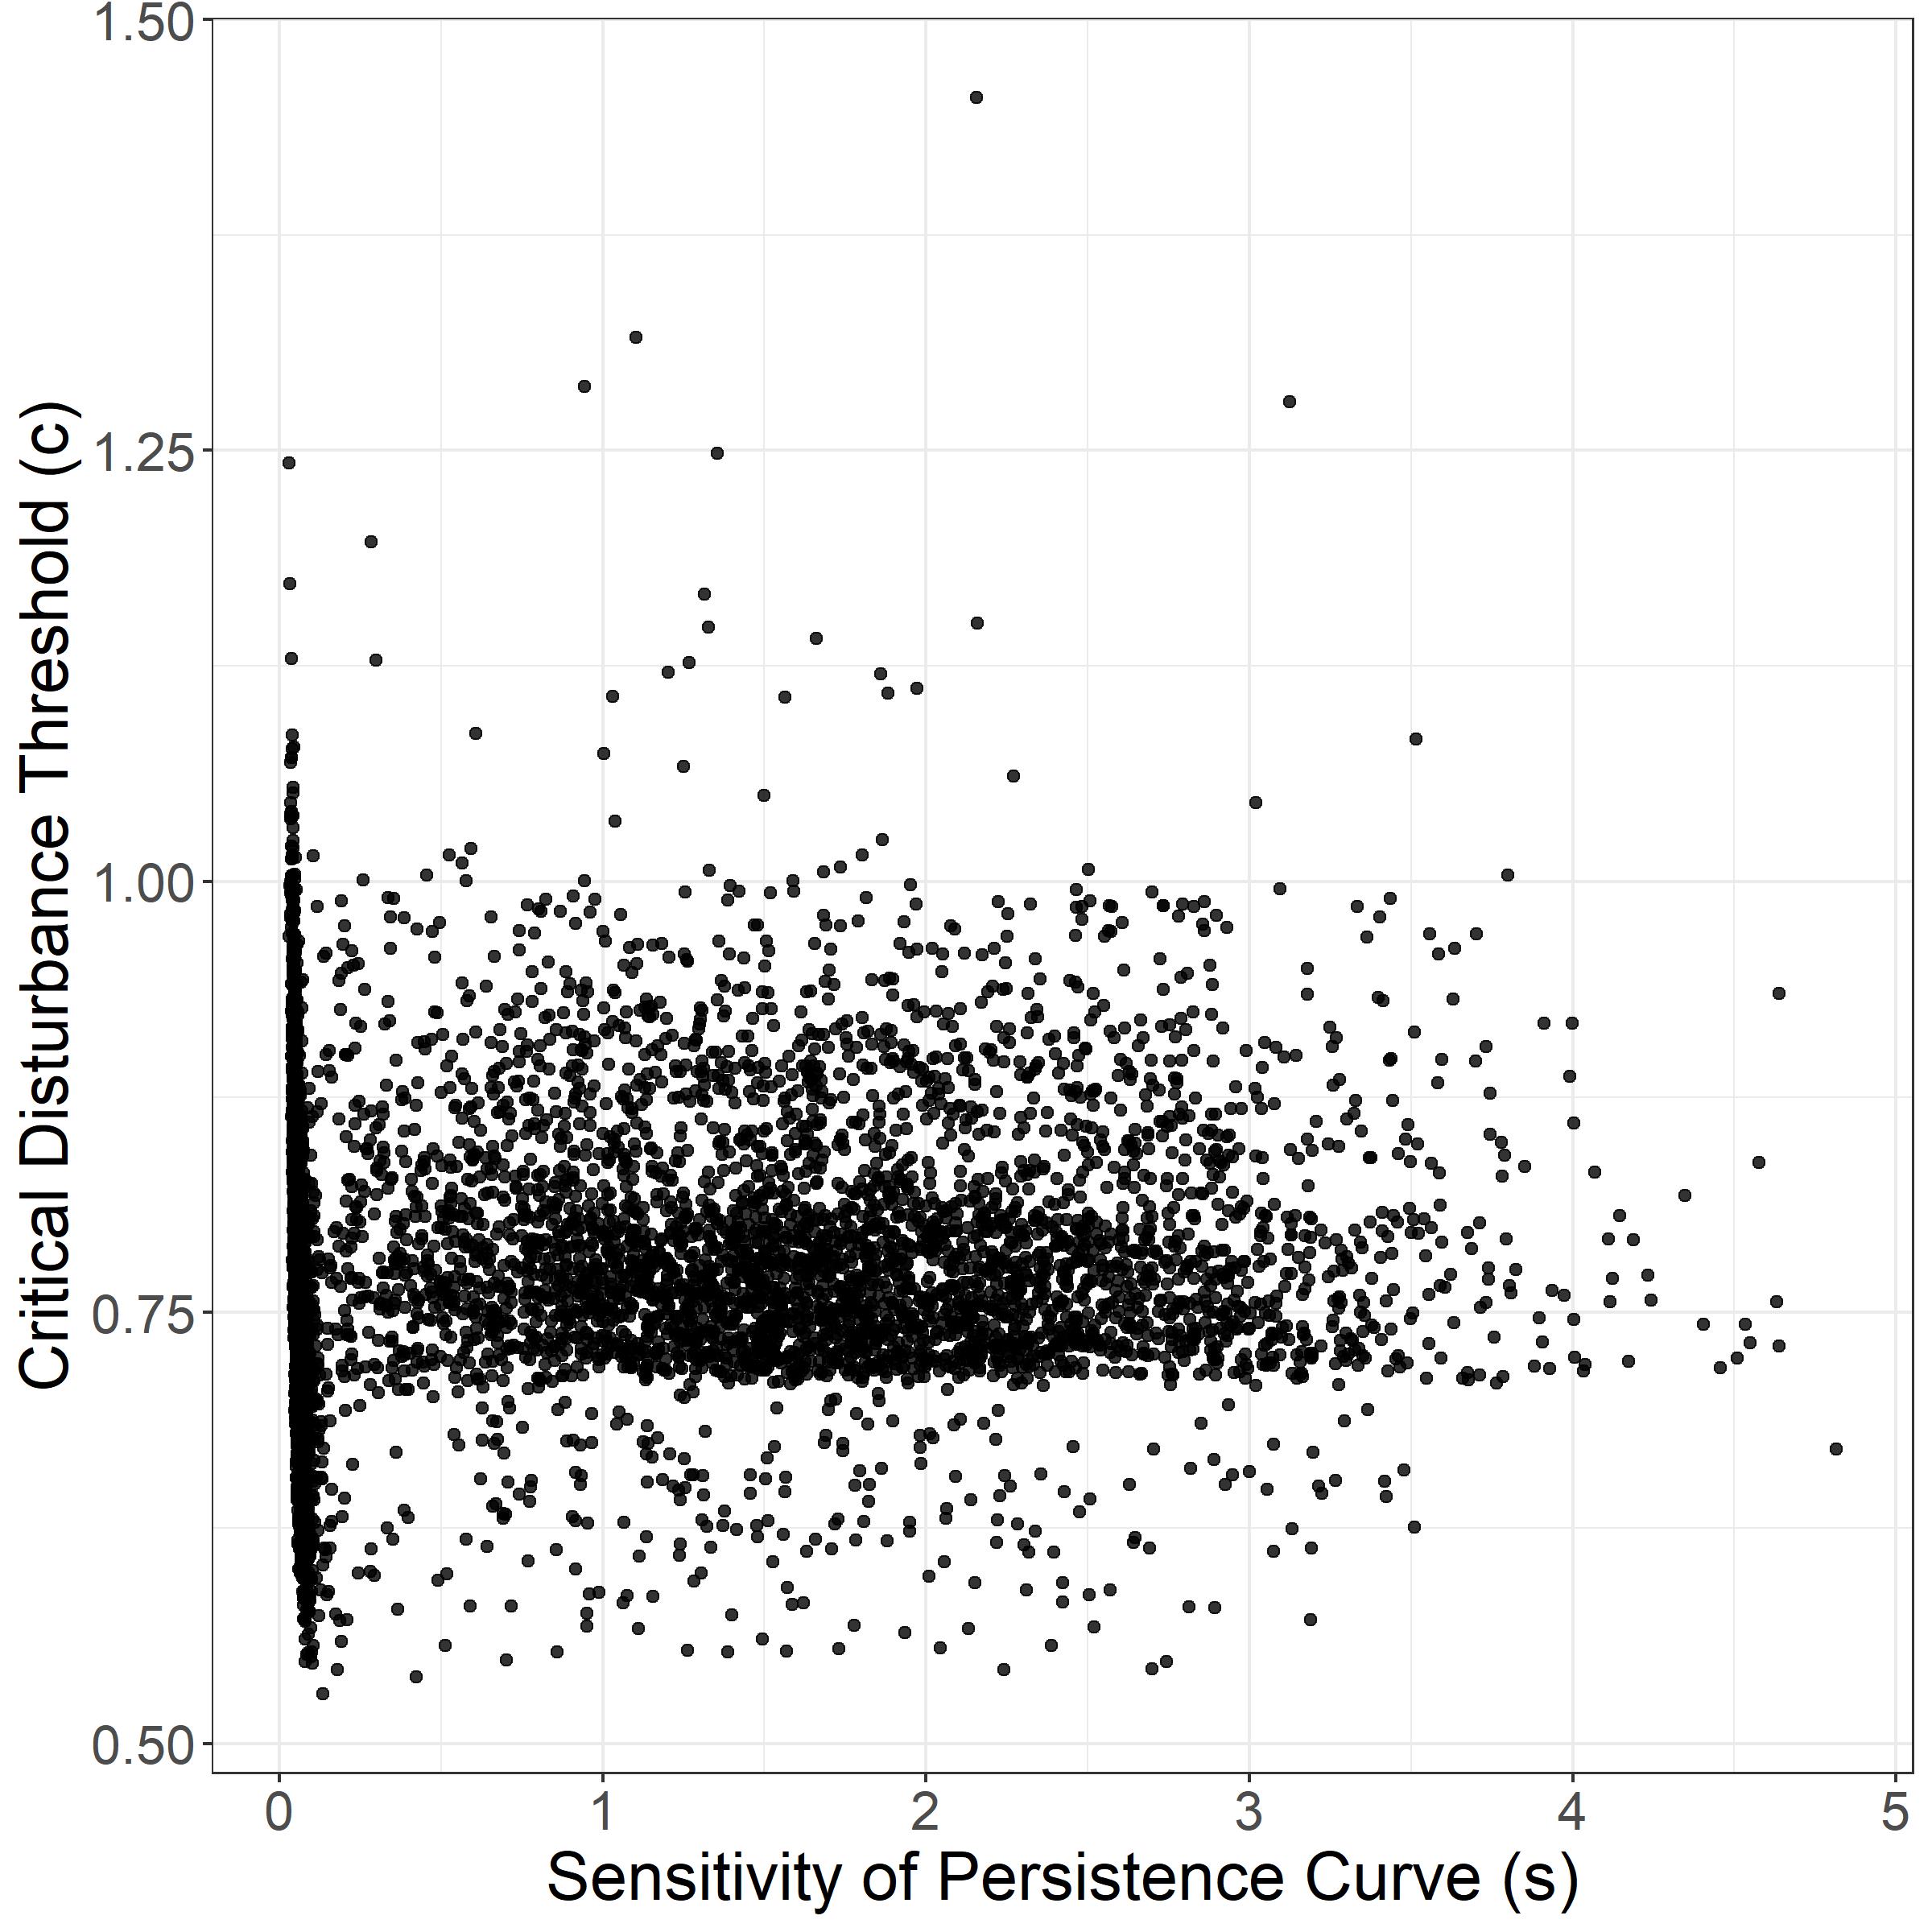 Critical Disturbance Threshold (c)
1.50
1.25
1.00
0.75
0.50
0 1 2 3 4 5
Sensitivity of Persistence Curve (s)